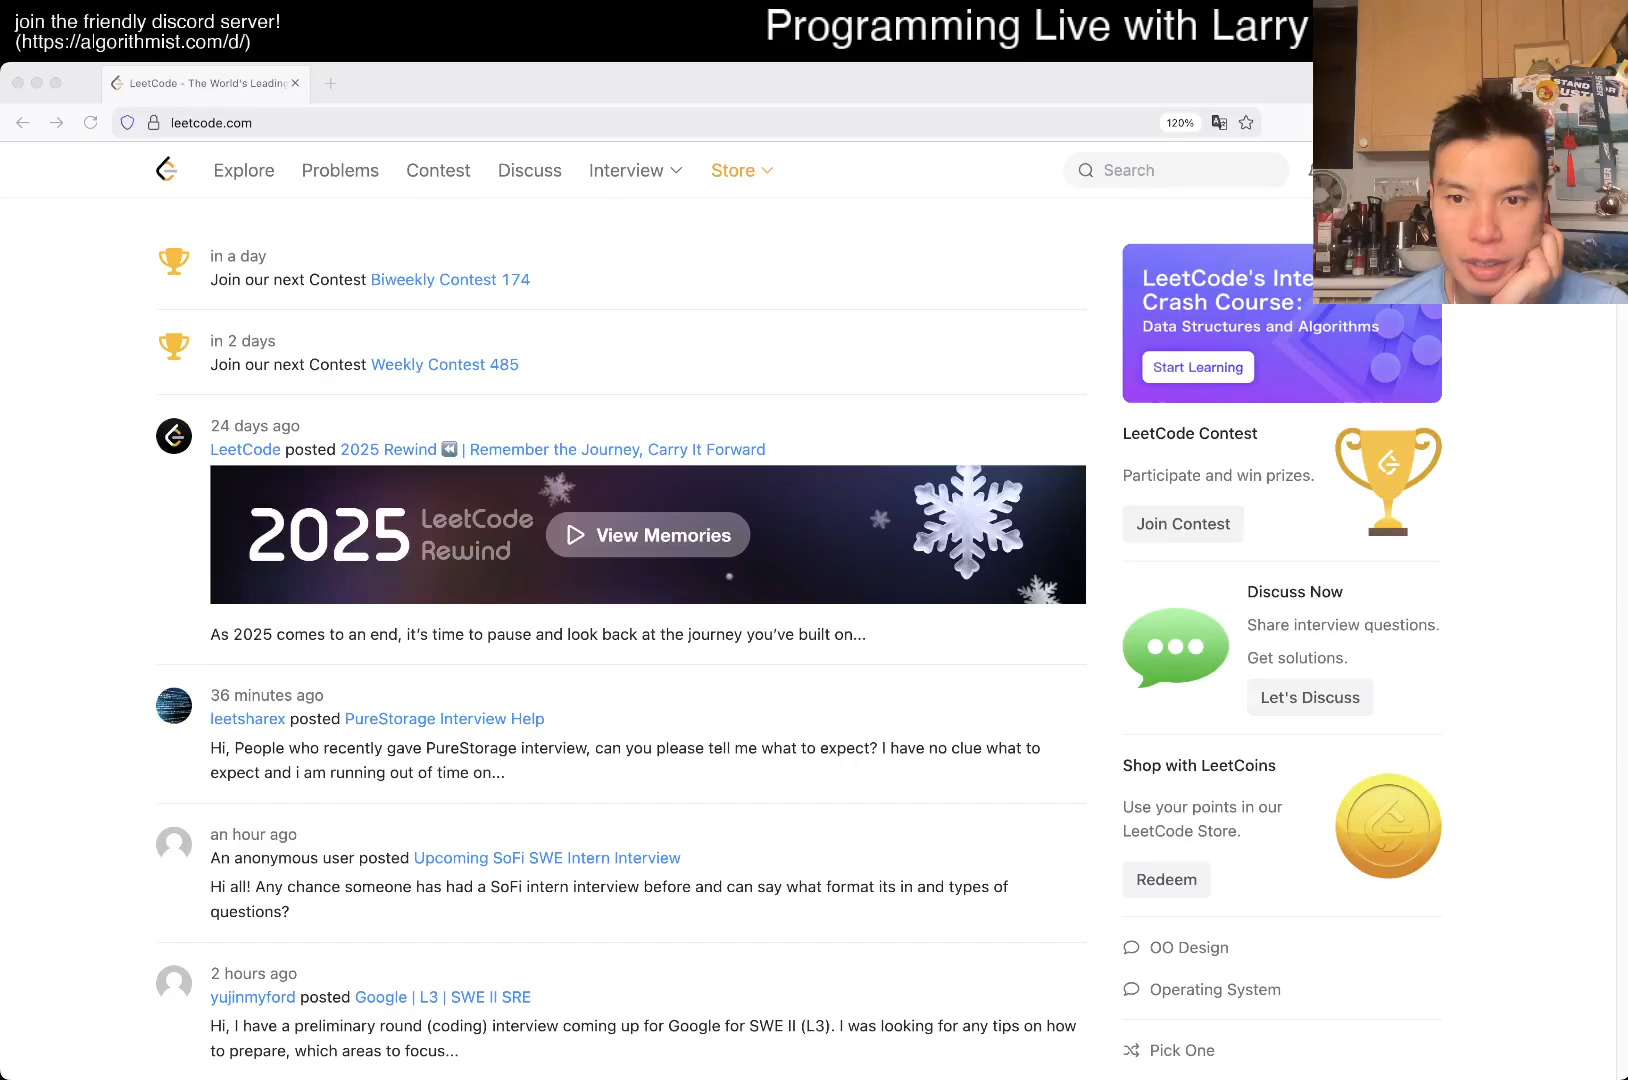 join the friendly discord server!
(https://algorithmist.com/d/)
Programming Live with Larry
LeetCode - The World's Leading
leetcode.com
120%
Explore
Problems
Contest
Discuss
Interview
Store
Search
in a day
Join our next Contest Biweekly Contest 174
in 2 days
Join our next Contest Weekly Contest 485
24 days ago
LeetCode posted 2025 Rewind ⏪ | Remember the Journey, Carry It Forward
2025 LeetCode Rewind
View Memories
As 2025 comes to an end, it’s time to pause and look back at the journey you’ve built on...
36 minutes ago
leetsharex posted PureStorage Interview Help
Hi, People who recently gave PureStorage interview, can you please tell me what to expect? I have no clue what to
expect and i am running out of time on...
an hour ago
An anonymous user posted Upcoming SoFi SWE Intern Interview
Hi all! Any chance someone has had a SoFi intern interview before and can say what format its in and types of
questions?
2 hours ago
yujinmyford posted Google | L3 | SWE II SRE
Hi, I have a preliminary round (coding) interview coming up for Google for SWE II (L3). I was looking for any tips on how
to prepare, which areas to focus...
LeetCode's Inte
Crash Course:
Data Structures and Algorithms
Start Learning
LeetCode Contest
Participate and win prizes.
Join Contest
Discuss Now
Share interview questions.
Get solutions.
Let's Discuss
Shop with LeetCoins
Use your points in our
LeetCode Store.
Redeem
OO Design
Operating System
Pick One